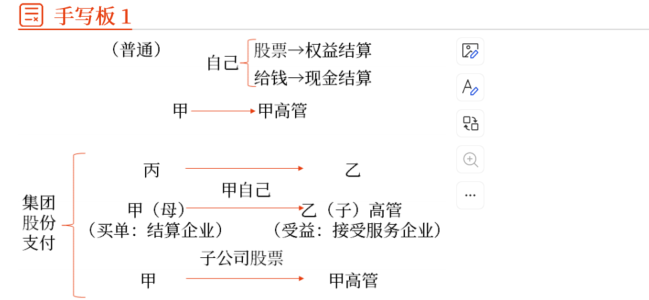 手写板 1
（普通）
自己
股票→权益结算
给钱→现金结算
甲
甲高管
集团
股份
支付
丙
乙
甲自己
甲（母）
乙（子）高管
（买单：结算企业）
（受益：接受服务企业）
子公司股票
甲
甲高管